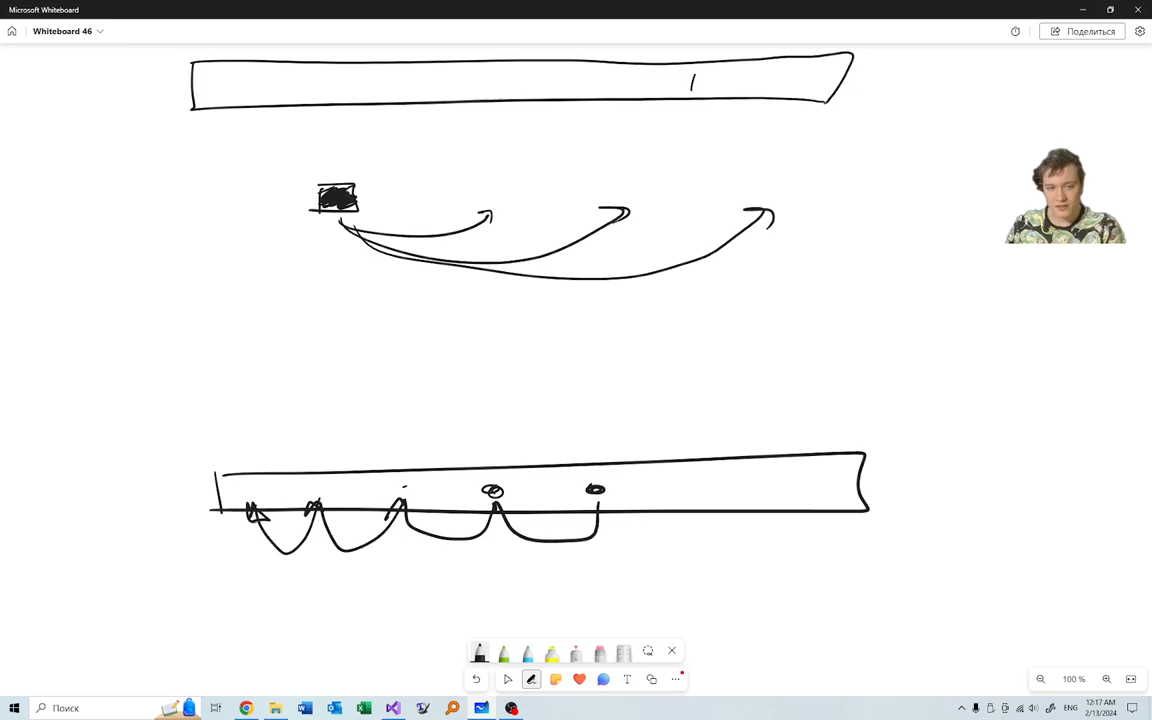 Microsoft Whiteboard
Whiteboard 46
Поделиться
100 %
Поиск
ENG
12:17 AM
2/13/2024